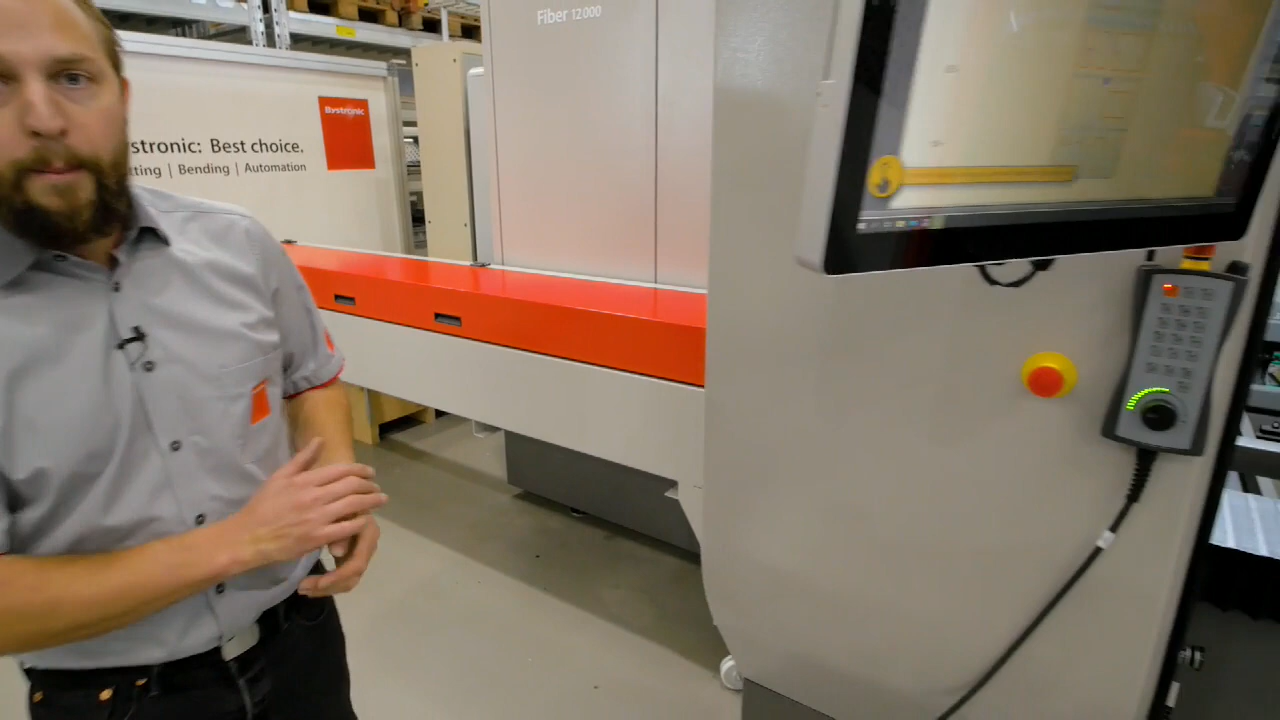 Fiber 12000
Bystronic
stronic: Best choice.
tting | Bending | Automation